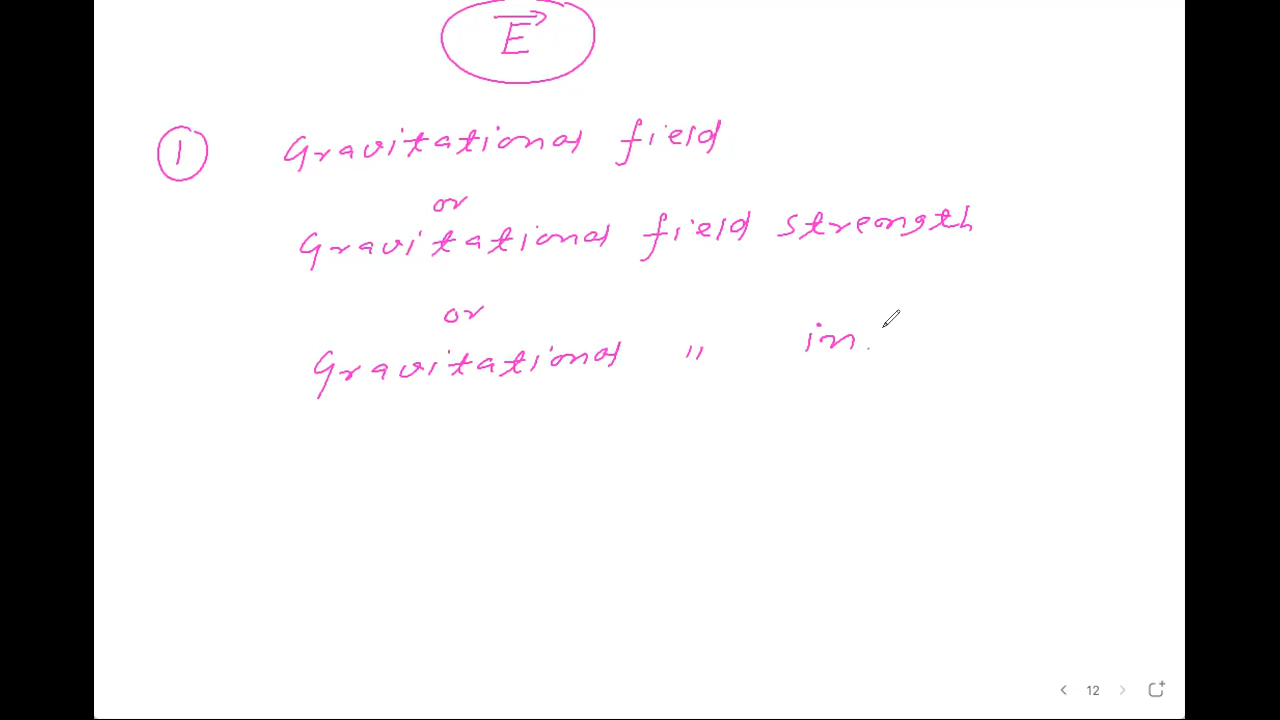 E
1 Gravitational field
or
Gravitational field strength
or
Gravitational " in
12